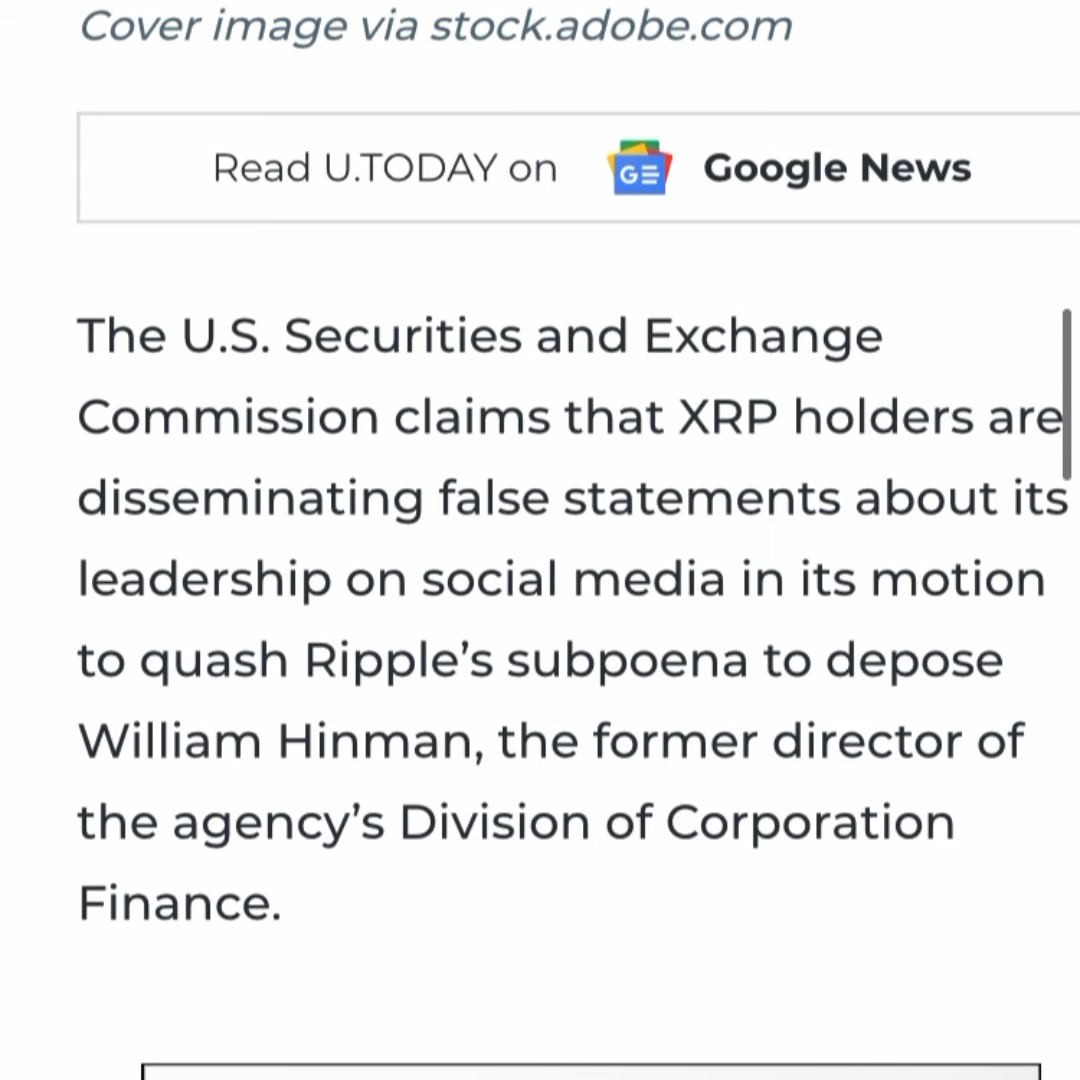 Cover image via stock.adobe.com
Read U.TODAY on GE Google News
The U.S. Securities and Exchange
Commission claims that XRP holders are
disseminating false statements about its
leadership on social media in its motion
to quash Ripple’s subpoena to depose
William Hinman, the former director of
the agency’s Division of Corporation
Finance.